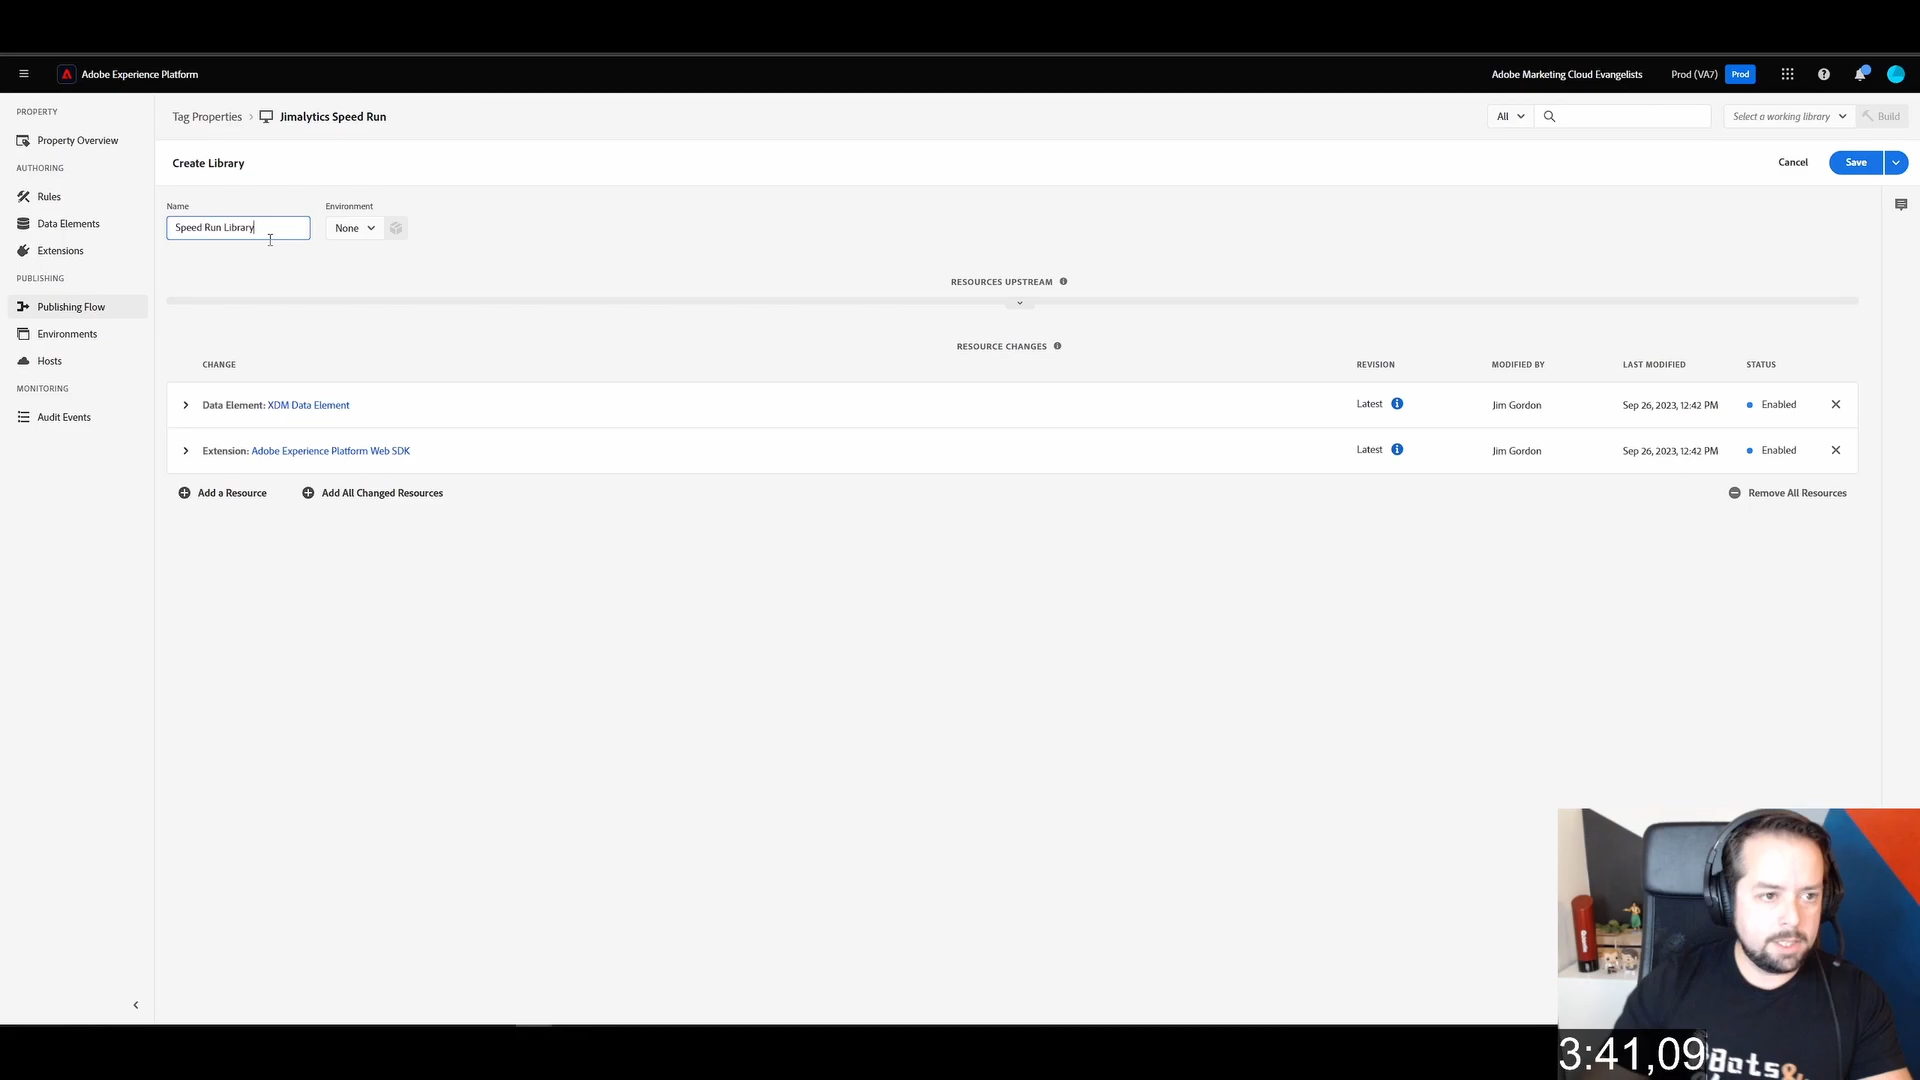 Adobe Experience Platform
Adobe Marketing Cloud Evangelists
Prod (VA7)
Prod
PROPERTY
Property Overview
AUTHORING
Rules
Data Elements
Extensions
PUBLISHING
Publishing Flow
Environments
Hosts
MONITORING
Audit Events
Tag Properties
Jimalytics Speed Run
All
Select a working library
Build
Create Library
Cancel
Save
Name
Environment
Speed Run Library
None
RESOURCES UPSTREAM
RESOURCE CHANGES
CHANGE REVISION MODIFIED BY LAST MODIFIED STATUS
Data Element: XDM Data Element Latest Jim Gordon Sep 26, 2023, 12:42 PM Enabled
Extension: Adobe Experience Platform Web SDK Latest Jim Gordon Sep 26, 2023, 12:42 PM Enabled
Add a Resource
Add All Changed Resources
Remove All Resources
3:41,09
Bots&